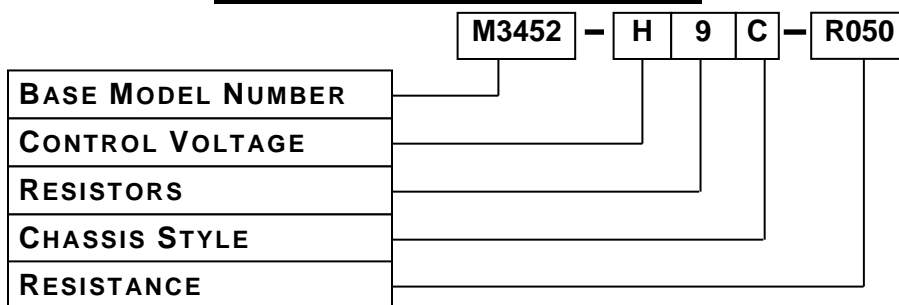 M3452 – H 9 C – R050
BASE MODEL NUMBER
CONTROL VOLTAGE
RESISTORS
CHASSIS STYLE
RESISTANCE